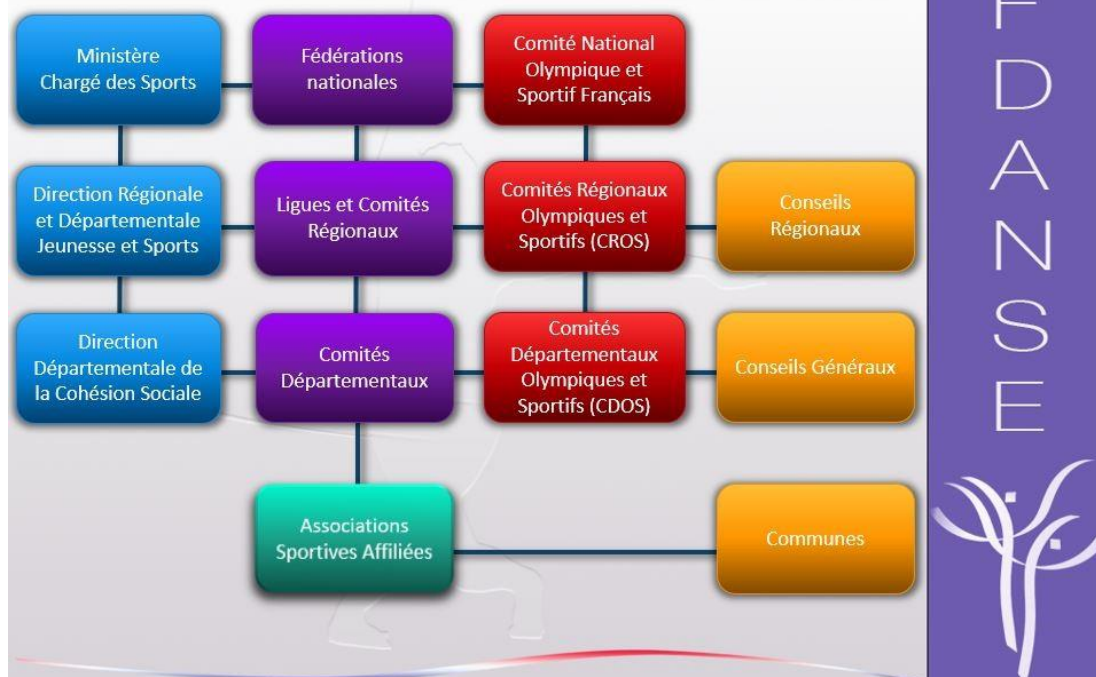 Ministère
Chargé des Sports
Fédérations
nationales
Comité National
Olympique et
Sportif Français
Direction Régionale
et Départementale
Jeunesse et Sports
Ligues et Comités
Régionaux
Comités Régionaux
Olympiques et
Sportifs (CROS)
Conseils
Régionaux
Direction
Départementale de
la Cohésion Sociale
Comités
Départementaux
Comités
Départementaux
Olympiques et
Sportifs (CDOS)
Conseils Généraux
Associations
Sportives Affiliées
Communes
F
D
A
N
S
E